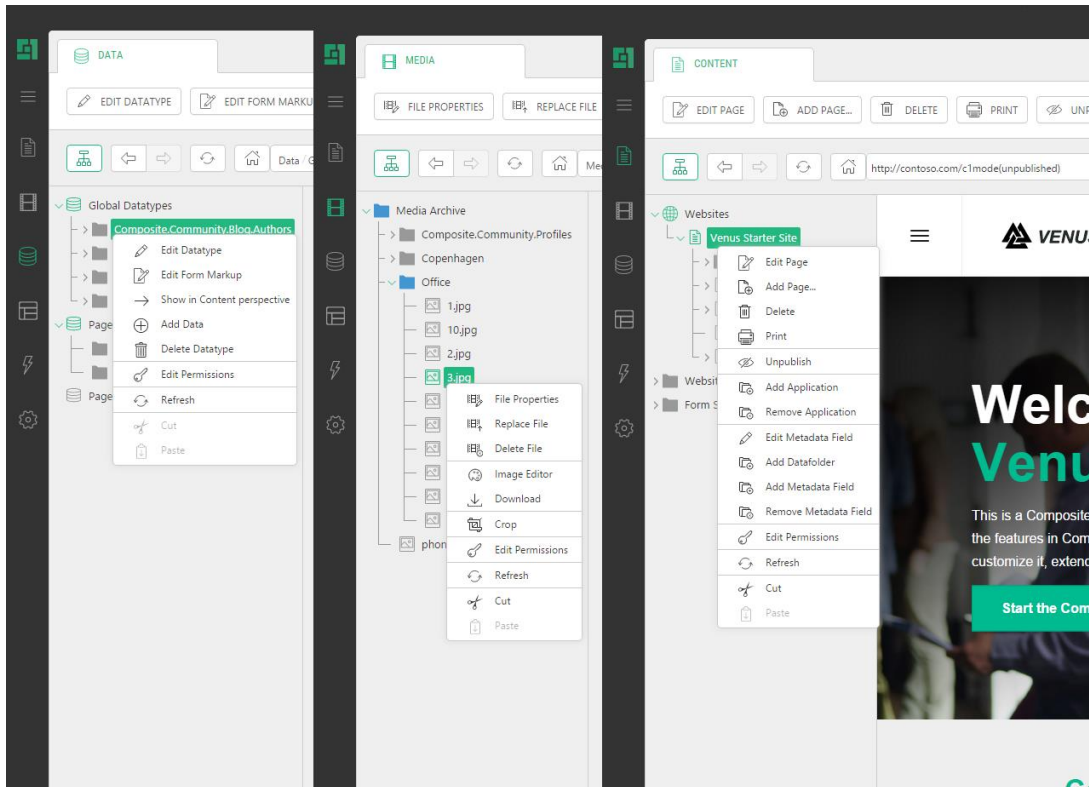 DATA
EDIT DATATYPE
EDIT FORM MARKU
Data / G
Global Datatypes
Composite.Community.Blog.Authors
Edit Datatype
Edit Form Markup
Show in Content perspective
Add Data
Page
Delete Datatype
Edit Permissions
Page
Refresh
Cut
Paste
MEDIA
FILE PROPERTIES
REPLACE FILE
Me
Media Archive
Composite.Community.Profiles
Copenhagen
Office
1.jpg
10.jpg
2.jpg
3.jpg
File Properties
Replace File
Delete File
Image Editor
Download
Crop
phon
Edit Permissions
Refresh
Cut
Paste
CONTENT
EDIT PAGE
ADD PAGE...
DELETE
PRINT
UNP
http://contoso.com/c1mode(unpublished)
Websites
Venus Starter Site
Edit Page
Add Page...
Delete
Print
Unpublish
Websit
Add Application
Form S
Remove Application
Edit Metadata Field
Add Datafolder
Add Metadata Field
Remove Metadata Field
Edit Permissions
Refresh
Cut
Paste
VENU
Welc
Venu
This is a Composite
the features in Com
customize it, extend
Start the Com